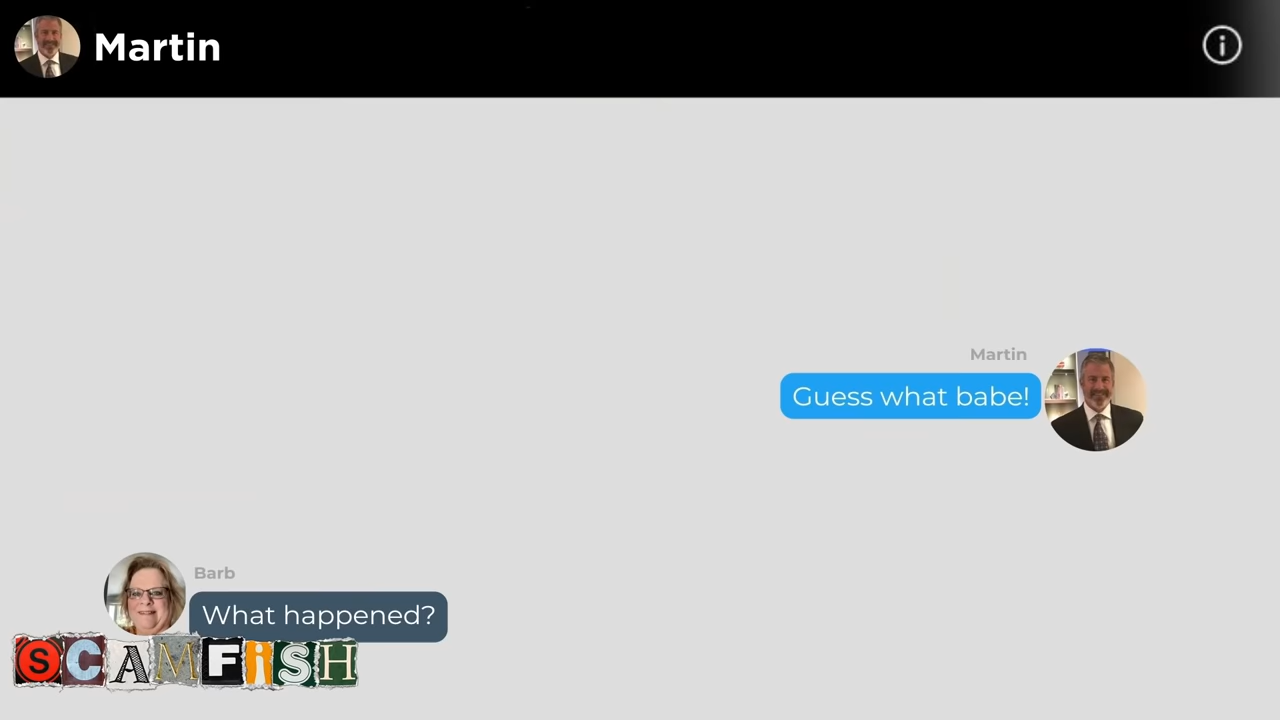 Martin
Martin
Guess what babe!
Barb
What happened?
SCAMFiSH